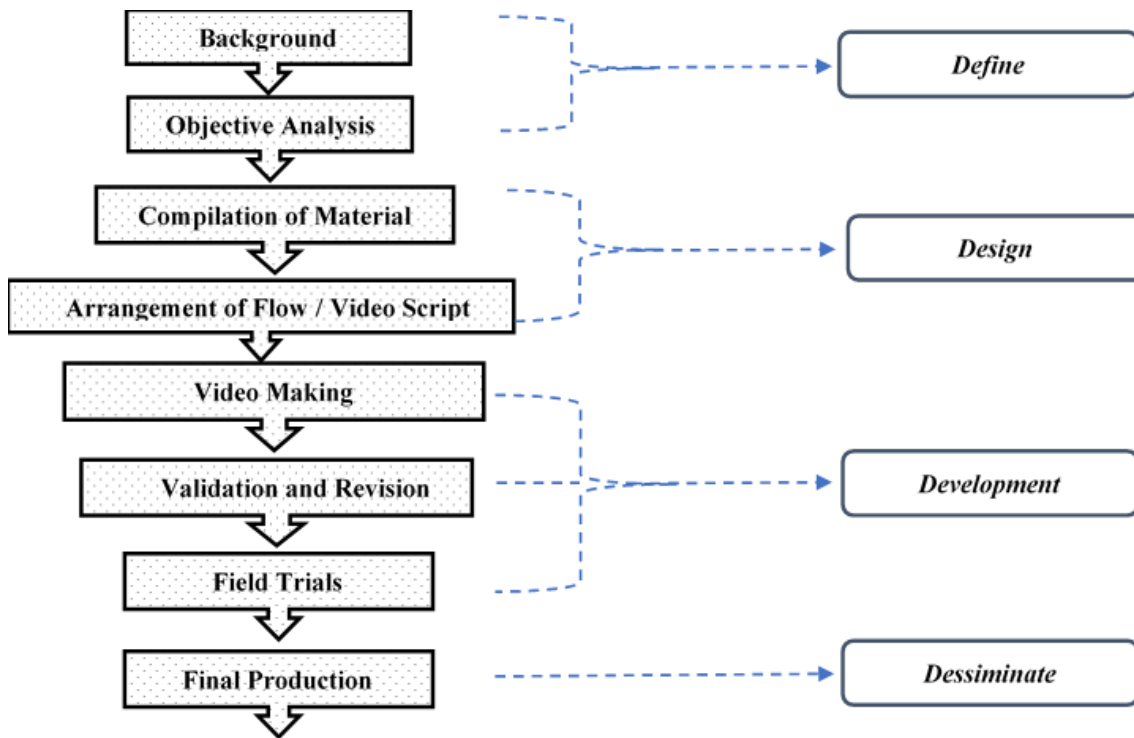 Background
Define
Objective Analysis
Compilation of Material
Design
Arrangement of Flow / Video Script
Video Making
Validation and Revision
Development
Field Trials
Final Production
Dessiminate